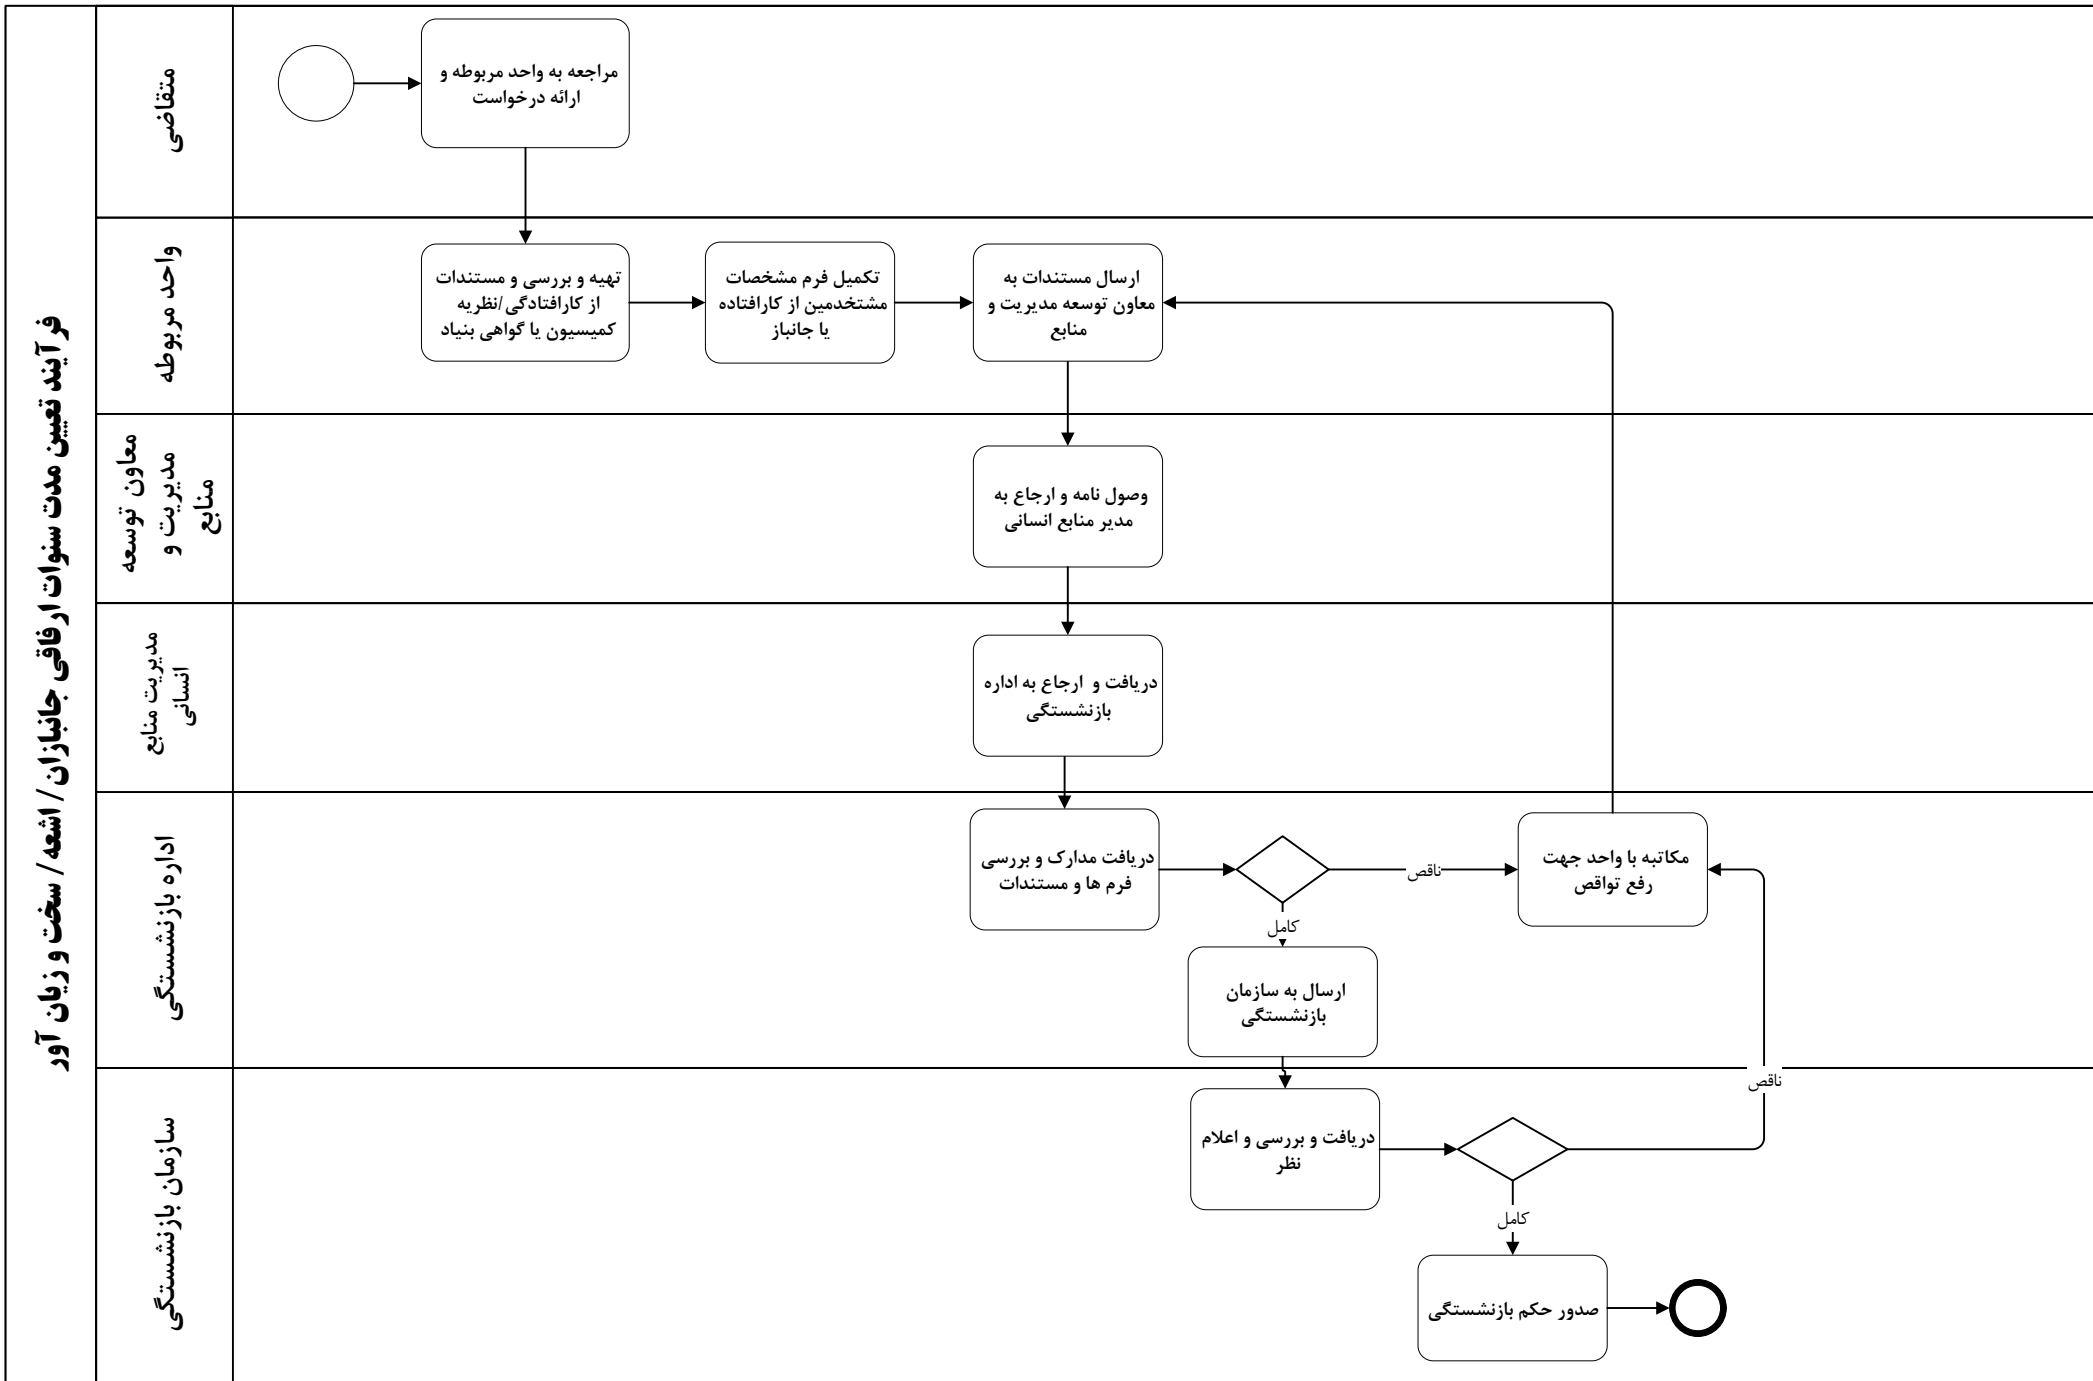 فرآیند تعیین مدت سنوات ارفاقی جانبازان / اشعه / سخت و زیان آور
متقاضی
مراجعه به واحد مربوطه و
ارائه درخواست
واحد مربوطه
تهیه و بررسی و مستندات
از کارافتادگی/نظریه
کمیسیون یا گواهی بنیاد
تکمیل فرم مشخصات
مشتخدمین از کارافتاده
یا جانباز
ارسال مستندات به
معاون توسعه مدیریت و
منابع
معاون توسعه
مدیریت و
منابع
وصول نامه و ارجاع به
مدیر منابع انسانی
مدیریت منابع
انسانی
دریافت و ارجاع به اداره
بازنشستگی
اداره بازنشستگی
دریافت مدارک و بررسی
فرم ها و مستندات
ناقص
مکاتبه با واحد جهت
رفع تواقص
کامل
ارسال به سازمان
بازنشستگی
ناقص
سازمان بازنشستگی
دریافت و بررسی و اعلام
نظر
کامل
صدور حکم بازنشستگی